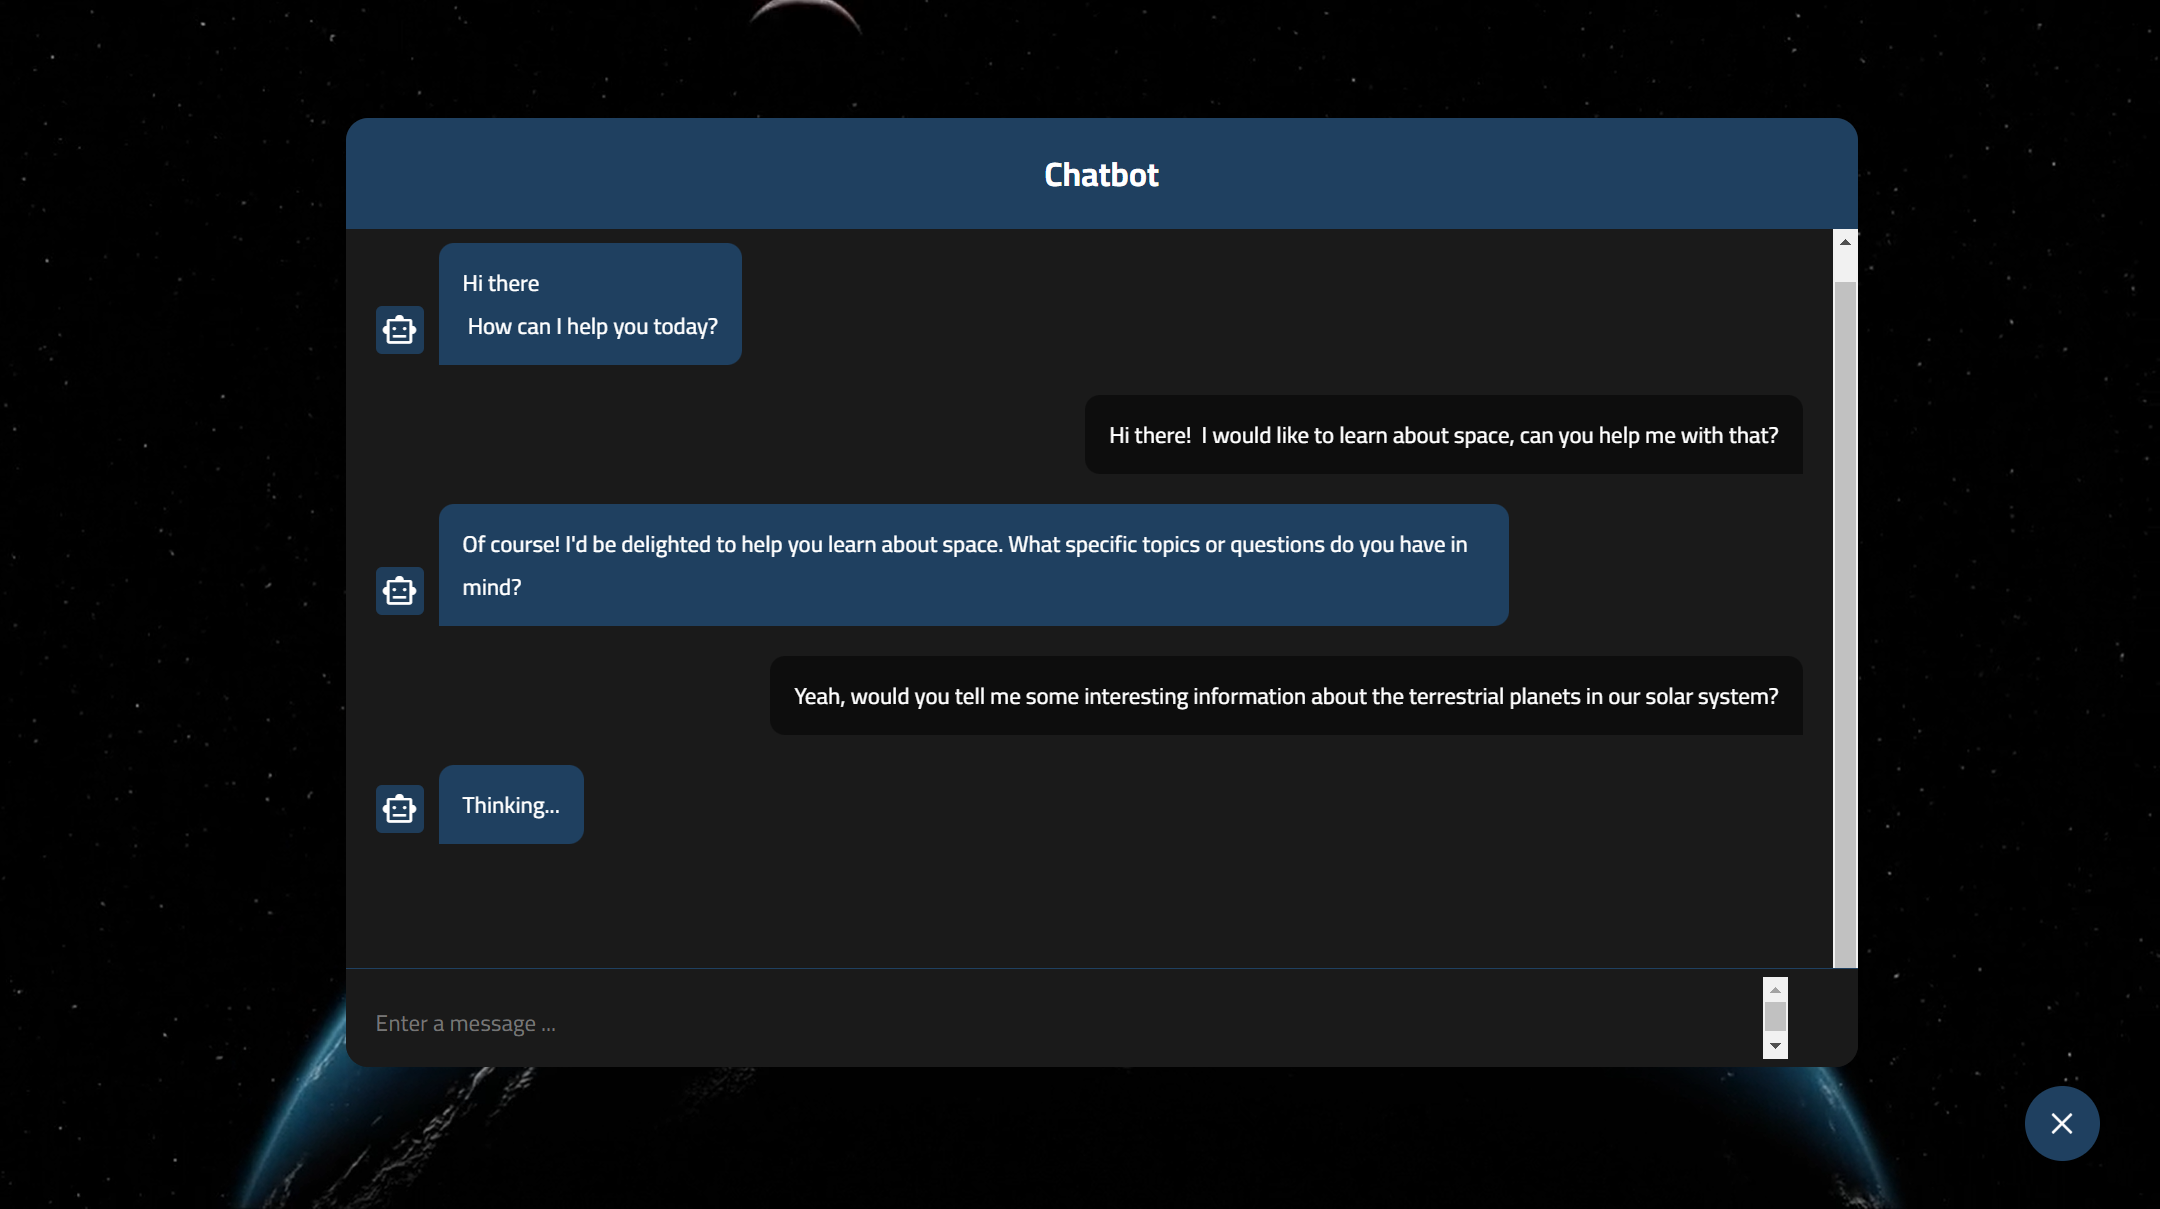 Chatbot
Hi there
How can I help you today?
Hi there!  I would like to learn about space, can you help me with that?
Of course! I'd be delighted to help you learn about space. What specific topics or questions do you have in
mind?
Yeah, would you tell me some interesting information about the terrestrial planets in our solar system?
Thinking...
Enter a message ...